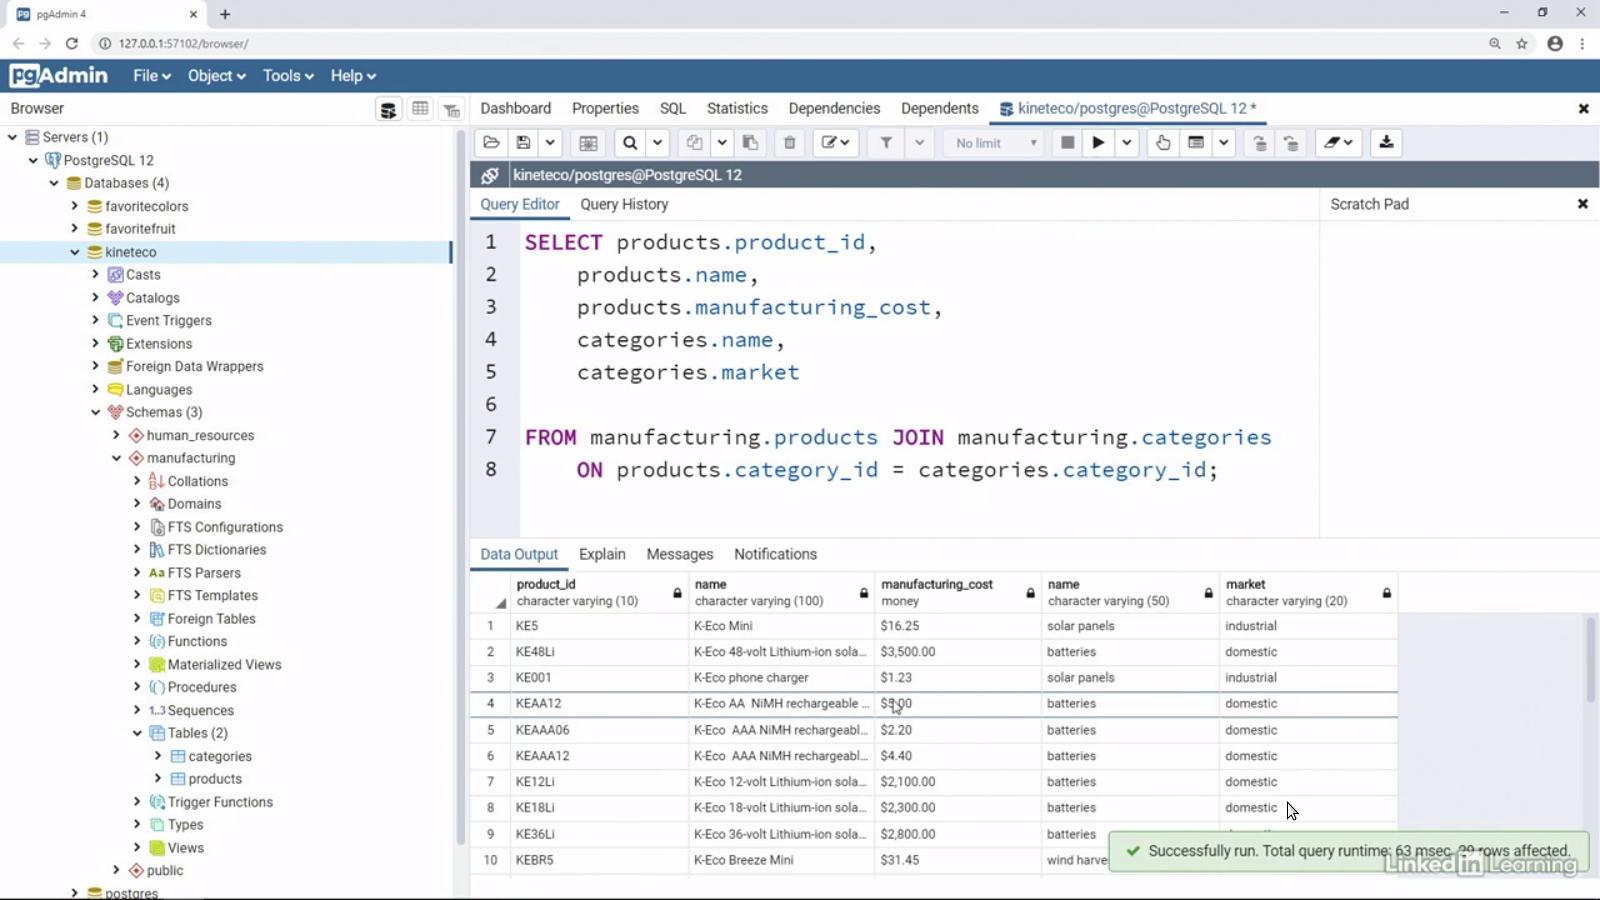 pgAdmin 4
127.0.0.1:57102/browser/
pgAdmin File Object Tools Help
Browser
Dashboard Properties SQL Statistics Dependencies Dependents kineteco/postgres@PostgreSQL 12 *
Servers (1)
PostgreSQL 12
Databases (4)
favoritecolors
favoritefruit
kineteco
Casts
Catalogs
Event Triggers
Extensions
Foreign Data Wrappers
Languages
Schemas (3)
human_resources
manufacturing
Collations
Domains
FTS Configurations
FTS Dictionaries
FTS Parsers
FTS Templates
Foreign Tables
Functions
Materialized Views
Procedures
Sequences
Tables (2)
categories
products
Trigger Functions
Types
Views
public
postgres
No limit
kineteco/postgres@PostgreSQL 12
Query Editor Query History
Scratch Pad
1 SELECT products.product_id,
2 products.name,
3 products.manufacturing_cost,
4 categories.name,
5 categories.market
6
7 FROM manufacturing.products JOIN manufacturing.categories
8 ON products.category_id = categories.category_id;
Data Output Explain Messages Notifications
product_id name manufacturing_cost name market
character varying (10) character varying (100) money character varying (50) character varying (20)
1 KE5 K-Eco Mini $16.25 solar panels industrial
2 KE48Li K-Eco 48-volt Lithium-ion sola... $3,500.00 batteries domestic
3 KE001 K-Eco phone charger $1.23 solar panels industrial
4 KEAA12 K-Eco AA NiMH rechargeable ... $5.00 batteries domestic
5 KEAAA06 K-Eco AAA NiMH rechargeabl... $2.20 batteries domestic
6 KEAAA12 K-Eco AAA NiMH rechargeabl... $4.40 batteries domestic
7 KE12Li K-Eco 12-volt Lithium-ion sola... $2,100.00 batteries domestic
8 KE18Li K-Eco 18-volt Lithium-ion sola... $2,300.00 batteries domestic
9 KE36Li K-Eco 36-volt Lithium-ion sola... $2,800.00 batteries
10 KEBR5 K-Eco Breeze Mini $31.45 wind harve
Successfully run. Total query runtime: 63 msec. rows affected.
Linked in Learning